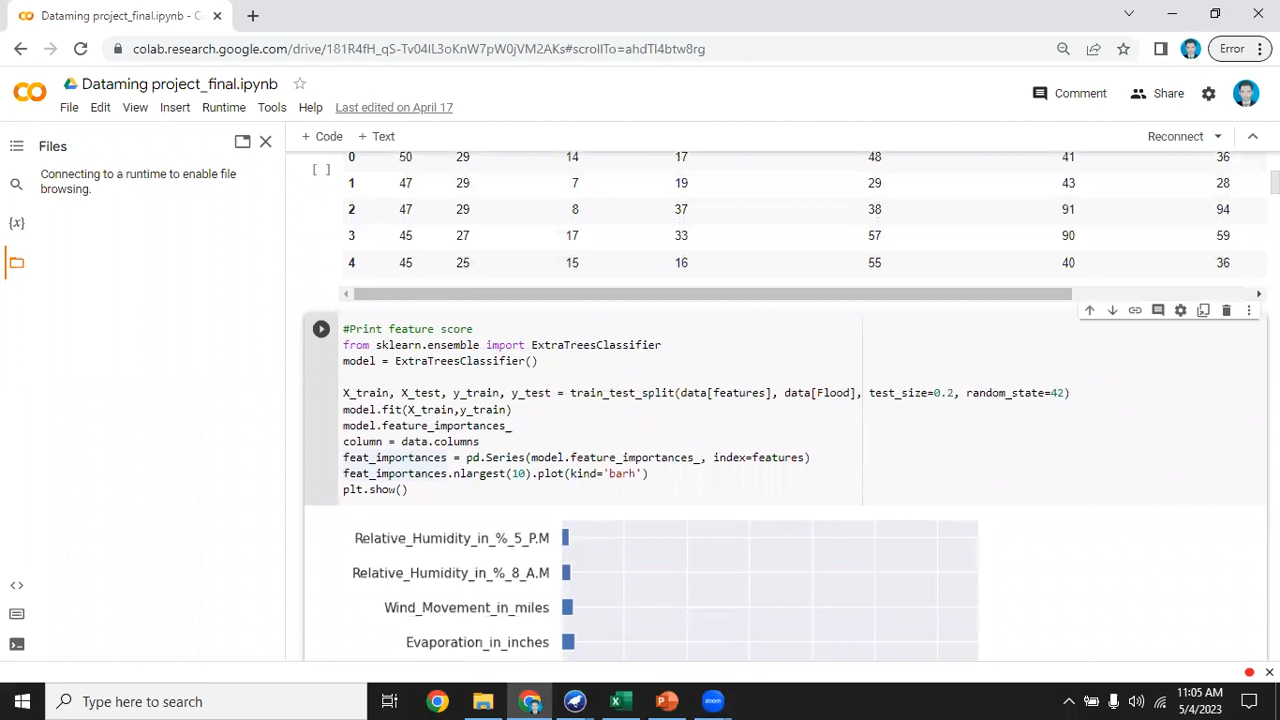 Dataming project_final.ipynb - C
colab.research.google.com/drive/181R4fH_qS-Tv04IL3oKnW7pW0jVM2AKs#scrollTo=ahdTI4btw8rg
Error
Dataming project_final.ipynb
File Edit View Insert Runtime Tools Help Last edited on April 17
Comment Share
Files
Connecting to a runtime to enable file
browsing.
+ Code + Text
Reconnect
{x}
0 50 29 14 17 48 41 36
[ ]
1 47 29 7 19 29 43 28
2 47 29 8 37 38 91 94
3 45 27 17 33 57 90 59
4 45 25 15 16 55 40 36
#Print feature score
from sklearn.ensemble import ExtraTreesClassifier
model = ExtraTreesClassifier()
X_train, X_test, y_train, y_test = train_test_split(data[features], data[Flood], test_size=0.2, random_state=42)
model.fit(X_train,y_train)
model.feature_importances_
column = data.columns
feat_importances = pd.Series(model.feature_importances_, index=features)
feat_importances.nlargest(10).plot(kind='barh')
plt.show()
Relative_Humidity_in_%_5_P.M
Relative_Humidity_in_%_8_A.M
Wind_Movement_in_miles
Evaporation_in_inches
Type here to search
zoom
11:05 AM
5/4/2023